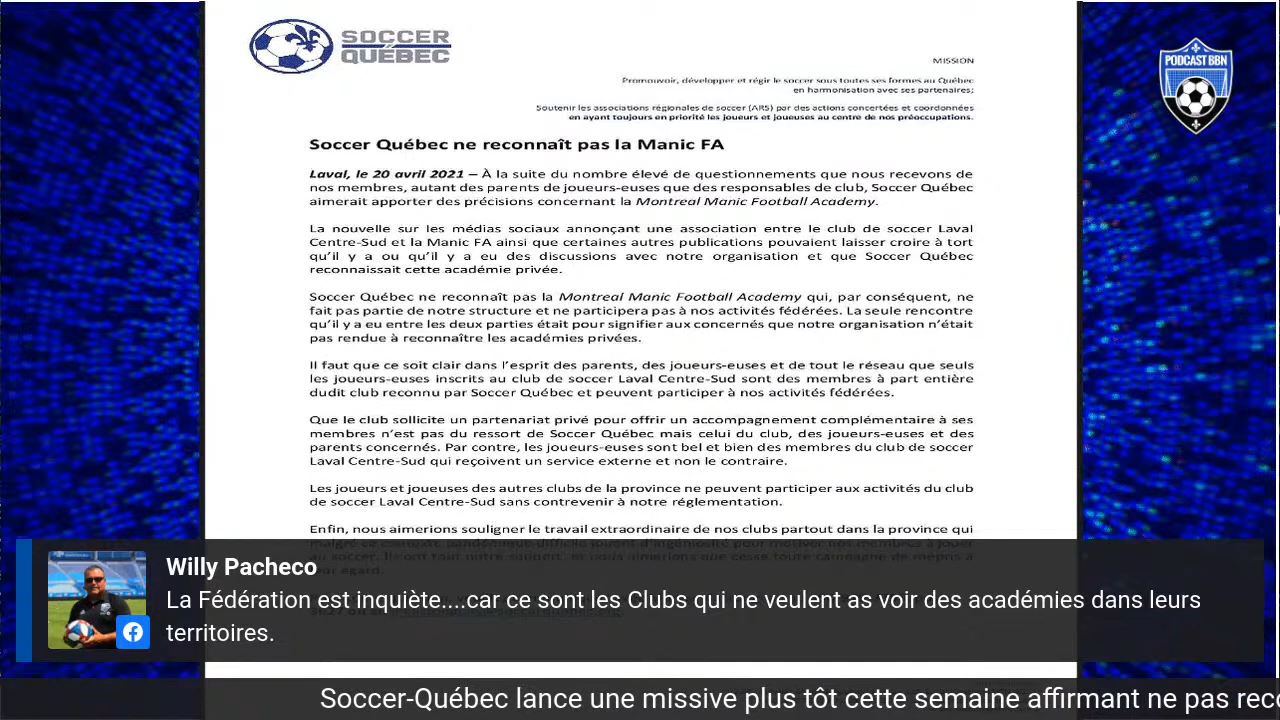 SOCCER
QUÉBEC
MISSION
Promouvoir, développer et régir le soccer sous toutes ses formes au Québec
en harmonisation avec ses partenaires;
Soutenir les associations régionales de soccer (ARS) par des actions concertées et coordonnées
en ayant toujours en priorité les joueurs et joueuses au centre de nos préoccupations.
PODCAST BBN
Soccer Québec ne reconnaît pas la Manic FA
Laval, le 20 avril 2021 – À la suite du nombre élevé de questionnements que nous recevons de
nos membres, autant des parents de joueurs-euses que des responsables de club, Soccer Québec
aimerait apporter des précisions concernant la Montreal Manic Football Academy.
La nouvelle sur les médias sociaux annonçant une association entre le club de soccer Laval
Centre-Sud et la Manic FA ainsi que certaines autres publications pouvaient laisser croire à tort
qu’il y a ou qu’il y a eu des discussions avec notre organisation et que Soccer Québec
reconnaissait cette académie privée.
Soccer Québec ne reconnaît pas la Montreal Manic Football Academy qui, par conséquent, ne
fait pas partie de notre structure et ne participera pas à nos activités fédérées. La seule rencontre
qu’il y a eu entre les deux parties était pour signifier aux concernés que notre organisation n’était
pas rendue à reconnaître les académies privées.
Il faut que ce soit clair dans l’esprit des parents, des joueurs-euses et de tout le réseau que seuls
les joueurs-euses inscrits au club de soccer Laval Centre-Sud sont des membres à part entière
dudit club reconnu par Soccer Québec et peuvent participer à nos activités fédérées.
Que le club sollicite un partenariat privé pour offrir un accompagnement complémentaire à ses
membres n’est pas du ressort de Soccer Québec mais celui du club, des joueurs-euses et des
parents concernés. Par contre, les joueurs-euses sont bel et bien des membres du club de soccer
Laval Centre-Sud qui reçoivent un service externe et non le contraire.
Les joueurs et joueuses des autres clubs de la province ne peuvent participer aux activités du club
de soccer Laval Centre-Sud sans contrevenir à notre réglementation.
Enfin, nous aimerions souligner le travail extraordinaire de nos clubs partout dans la province qui
malgré ce contexte pandémique difficile jouent d’ingéniosité pour motiver nos membres à jouer
Willy Pacheco
La Fédération est inquiète....car ce sont les Clubs qui ne veulent as voir des académies dans leurs
territoires.
Soccer-Québec lance une missive plus tôt cette semaine affirmant ne pas reco